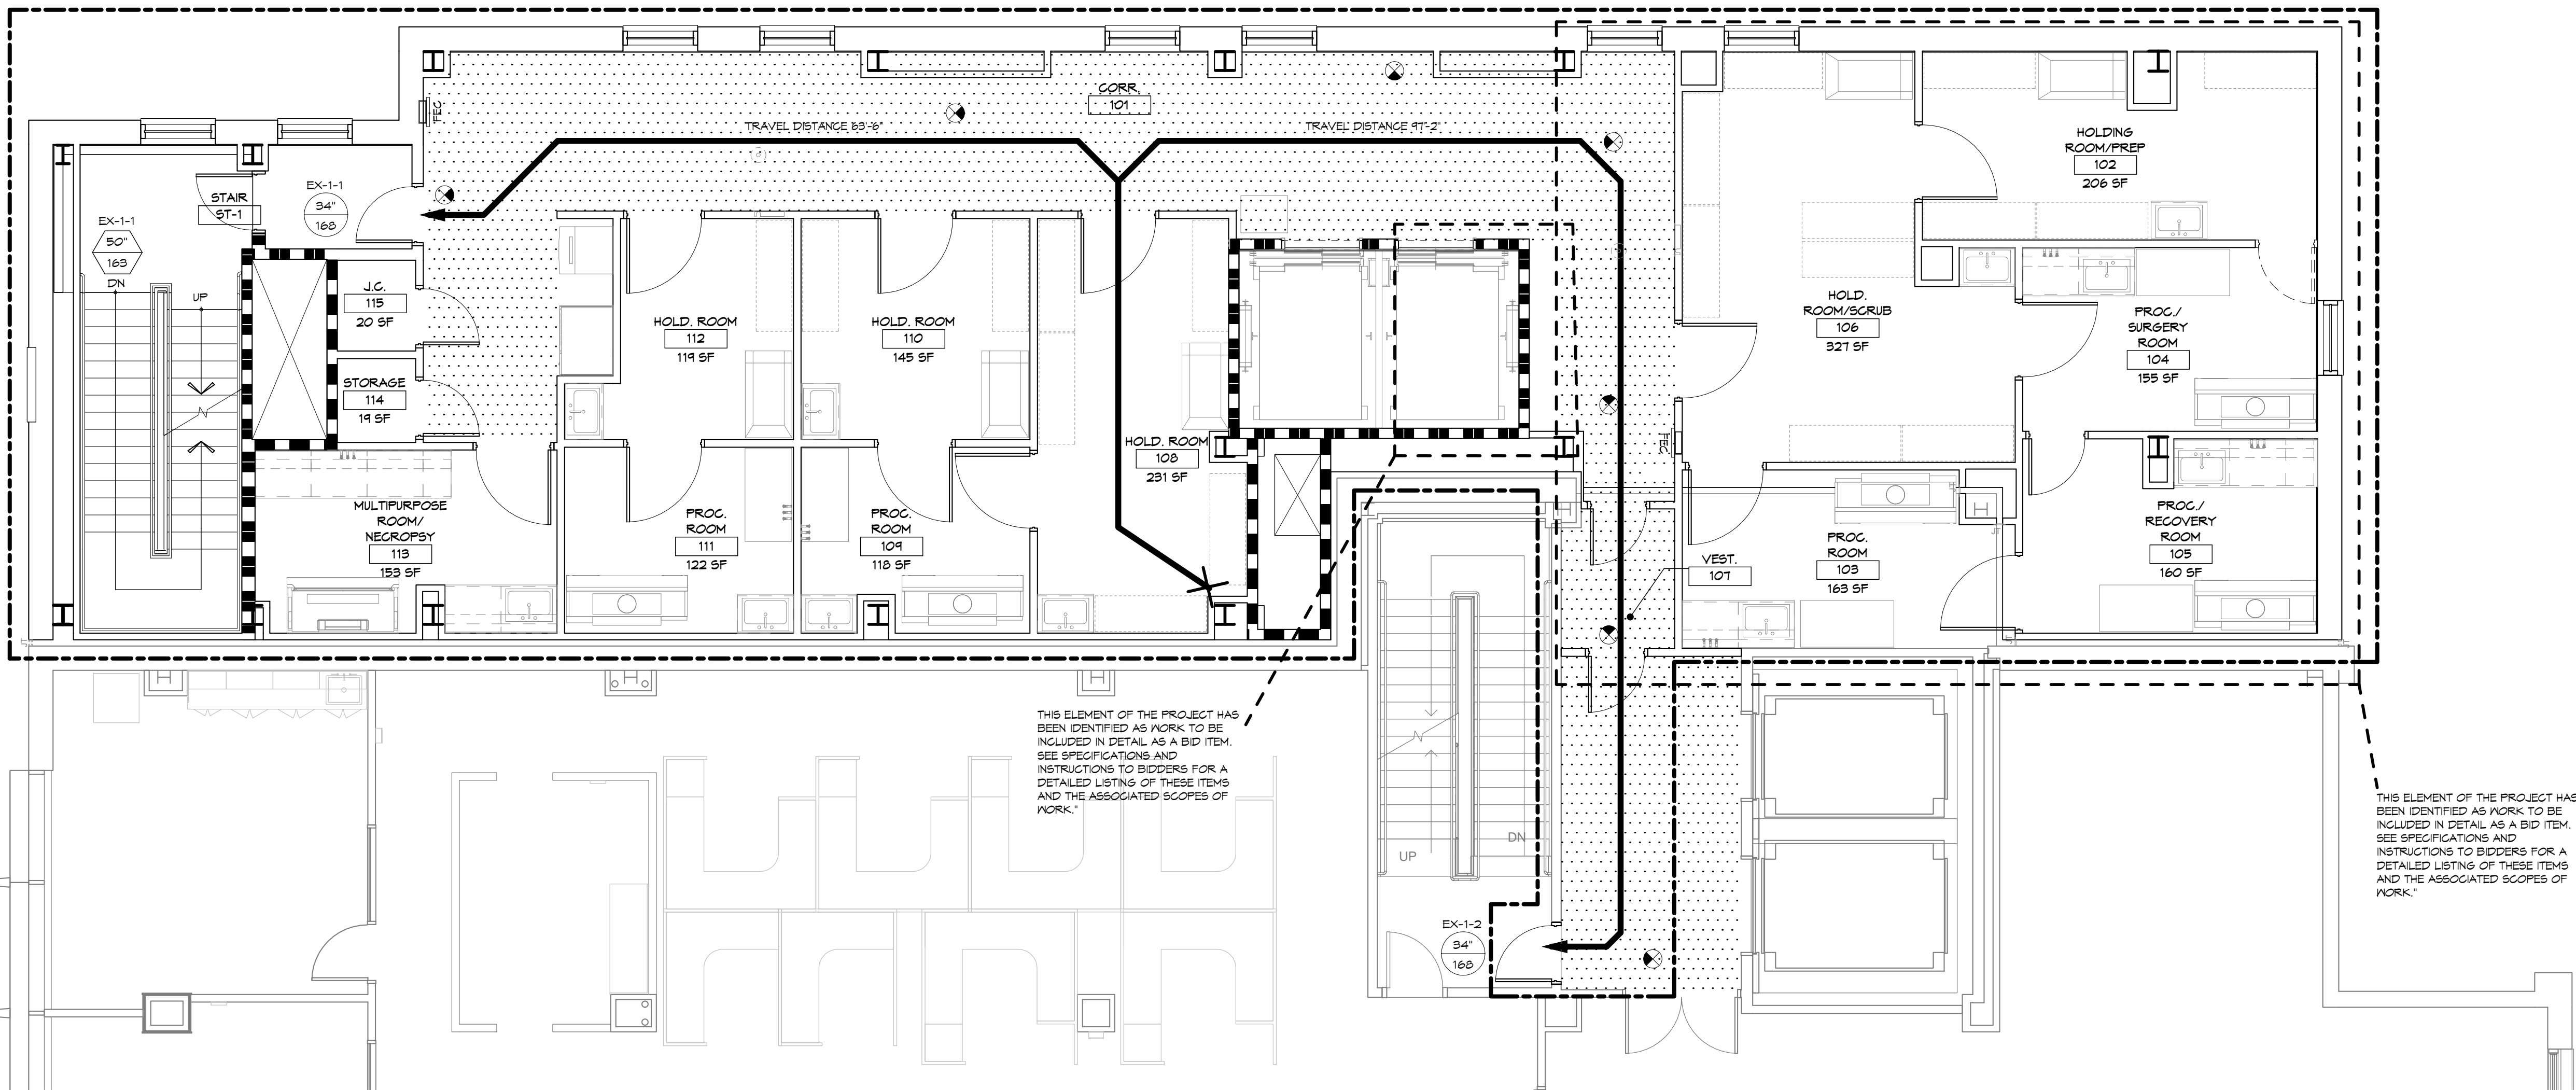 CORR.
101
FEC
TRAVEL DISTANCE 63'-6"
TRAVEL DISTANCE 97'-2"
HOLDING
ROOM/PREP
102
206 SF
STAIR
ST-1
EX-1-1
34"
168
EX-1-1
50"
163
DN
UP
J.C.
115
20 SF
STORAGE
114
19 SF
HOLD. ROOM
112
119 SF
HOLD. ROOM
110
145 SF
HOLD. ROOM
108
231 SF
HOLD.
ROOM/SCRUB
106
327 SF
PROC./
SURGERY
ROOM
104
155 SF
FEC
MULTIPURPOSE
ROOM/
NECROPSY
113
153 SF
PROC.
ROOM
111
122 SF
PROC.
ROOM
109
118 SF
VEST.
107
PROC.
ROOM
103
163 SF
PROC./
RECOVERY
ROOM
105
160 SF
THIS ELEMENT OF THE PROJECT HAS
BEEN IDENTIFIED AS WORK TO BE
INCLUDED IN DETAIL AS A BID ITEM.
SEE SPECIFICATIONS AND
INSTRUCTIONS TO BIDDERS FOR A
DETAILED LISTING OF THESE ITEMS
AND THE ASSOCIATED SCOPES OF
WORK."
UP
DN
EX-1-2
34"
168
THIS ELEMENT OF THE PROJECT HAS
BEEN IDENTIFIED AS WORK TO BE
INCLUDED IN DETAIL AS A BID ITEM.
SEE SPECIFICATIONS AND
INSTRUCTIONS TO BIDDERS FOR A
DETAILED LISTING OF THESE ITEMS
AND THE ASSOCIATED SCOPES OF
WORK."